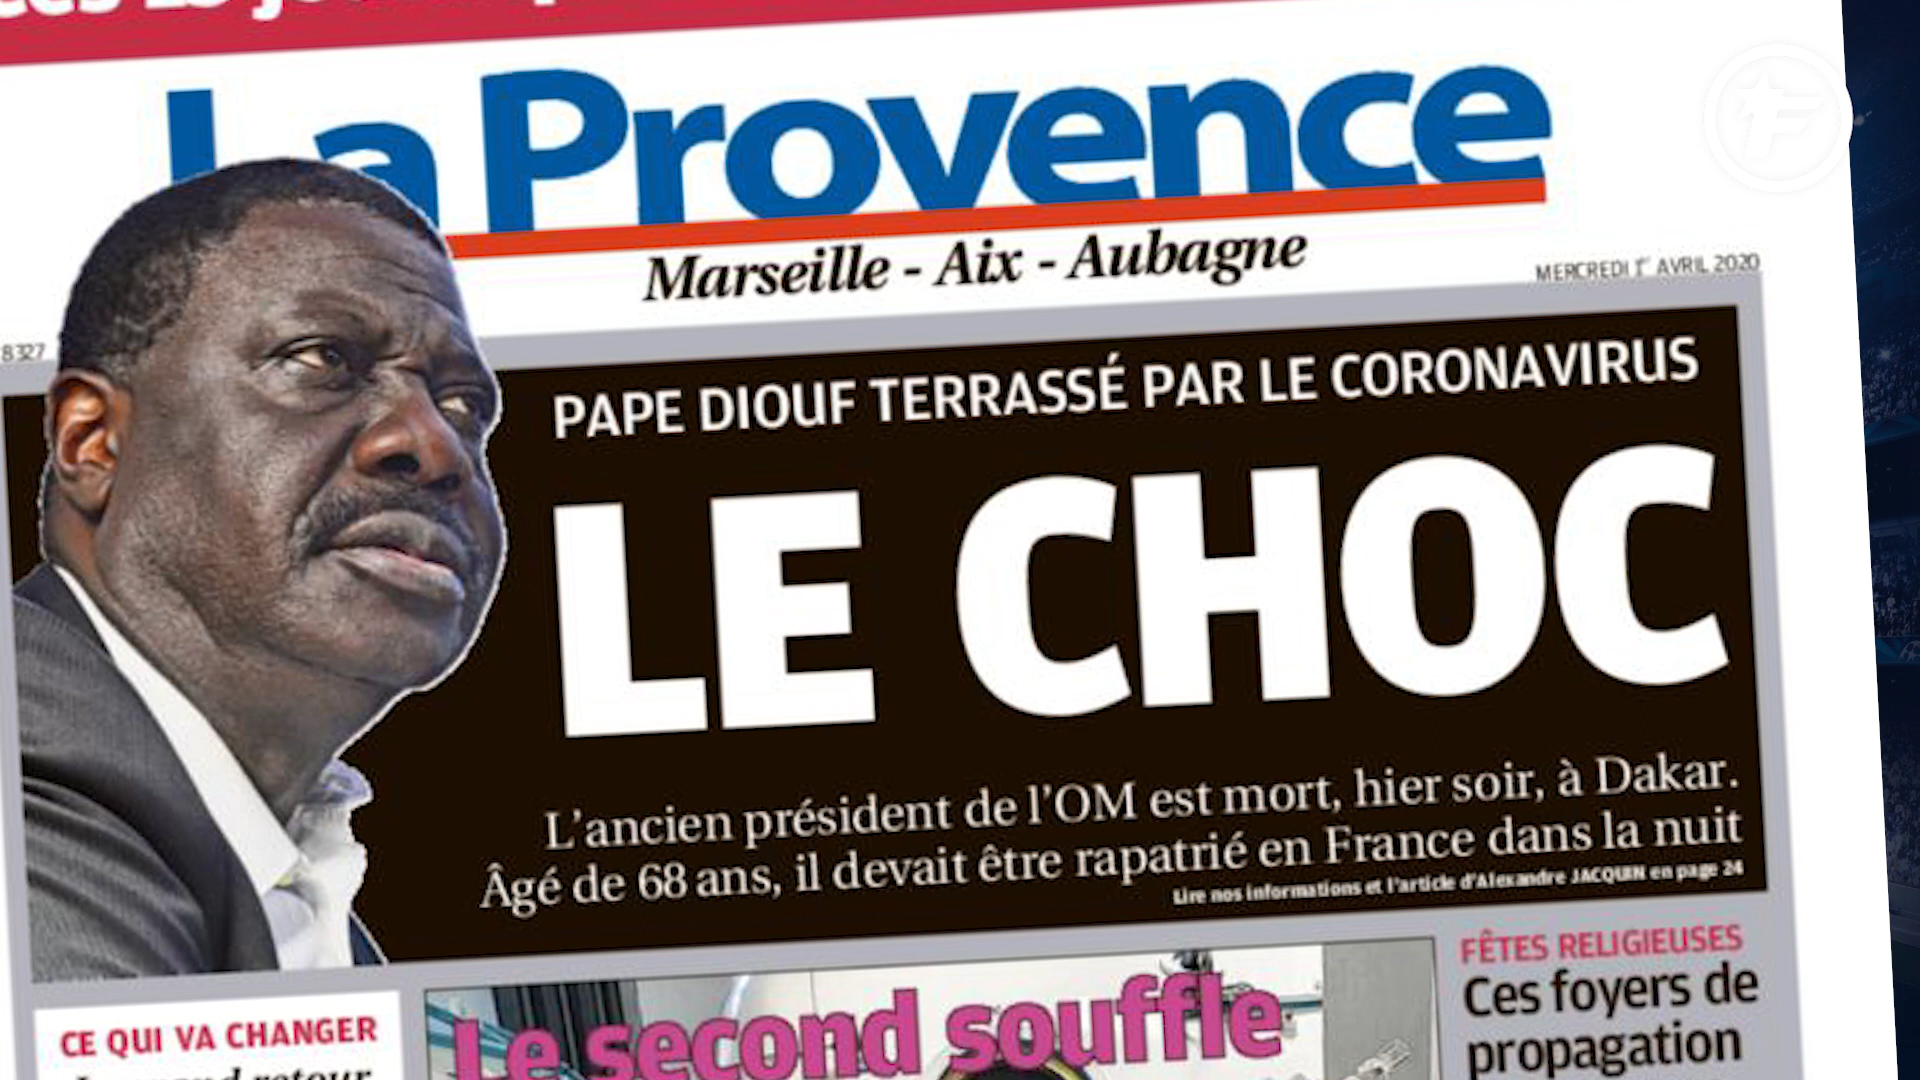 La Provence
Marseille - Aix - Aubagne
MERCREDI 1er AVRIL 2020
8327
PAPE DIOUF TERRASSÉ PAR LE CORONAVIRUS
LE CHOC
L'ancien président de l'OM est mort, hier soir, à Dakar.
Âgé de 68 ans, il devait être rapatrié en France dans la nuit
Lire nos informations et l'article d'Alexandre JACQUIN en page 24
CE QUI VA CHANGER
retour
Le second souffle
FÊTES RELIGIEUSES
Ces foyers de
propagation